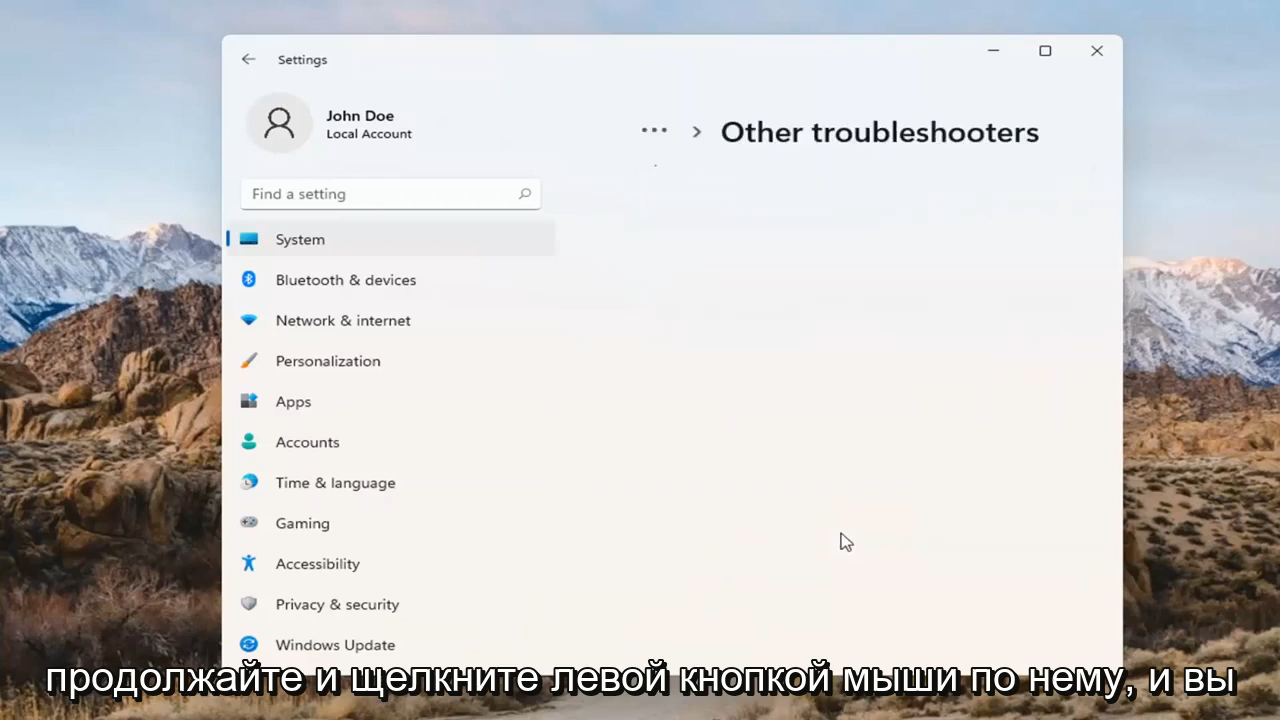 Settings
John Doe
Local Account
... > Other troubleshooters
Find a setting
System
Bluetooth & devices
Network & internet
Personalization
Apps
Accounts
Time & language
Gaming
Accessibility
Privacy & security
Windows Update
продолжайте и щелкните левой кнопкой мыши по нему, и вы